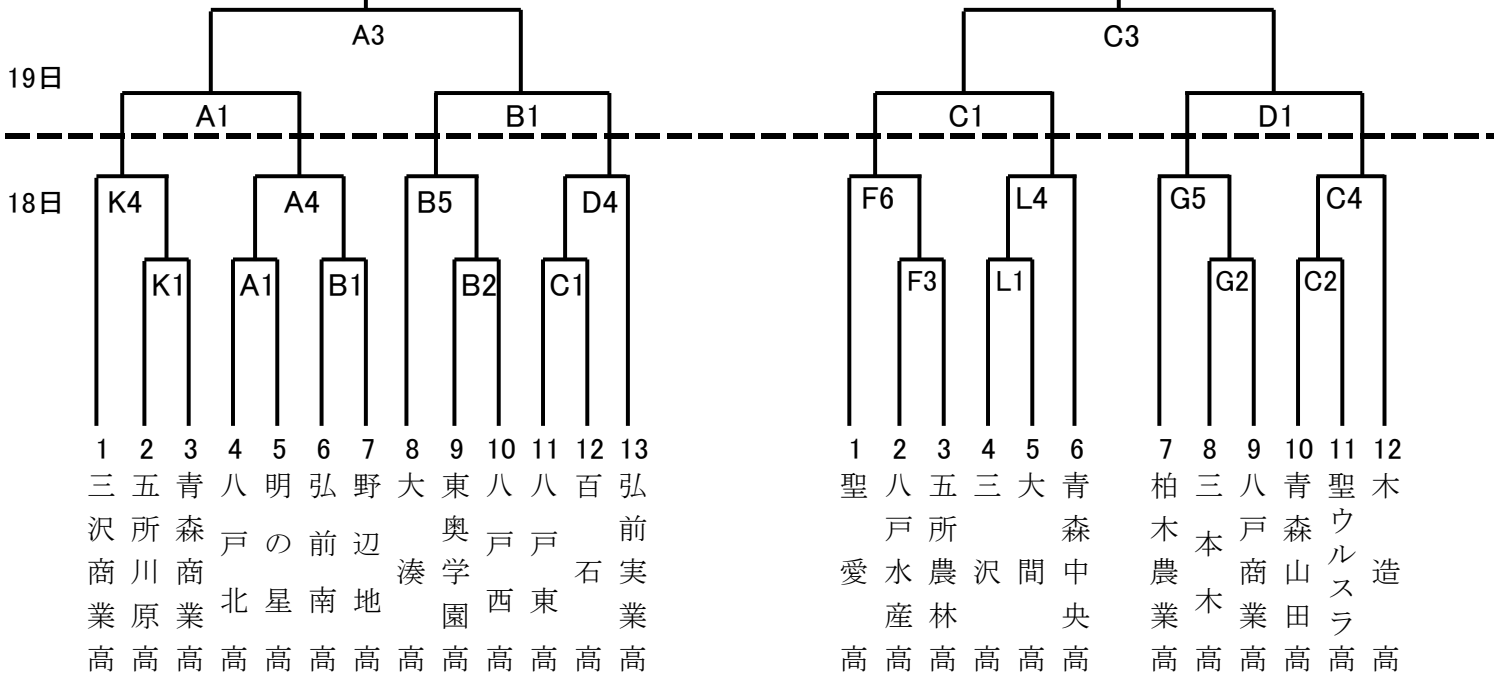 A3 C3
19日
A1 B1 C1 D1
18日 K4 A4 B5 D4 F6 L4 G5 C4
K1 A1 B1 B2 C1 F3 L1 G2 C2
1 2 3 4 5 6 7 8 9 10 11 12 13 1 2 3 4 5 6 7 8 9 10 11 12
三沢商業高
五所川原高
青森商業高
八戸北高
明の星高
弘前南高
野辺地高
大湊高
東奥学園高
八戸西高
八戸東高
百石高
弘前実業高
聖愛高
八戸水産高
五所農林高
三沢高
大間高
青森中央高
柏木農業高
三本木高
八戸商業高
青森山田高
聖ウルスラ高
木造高